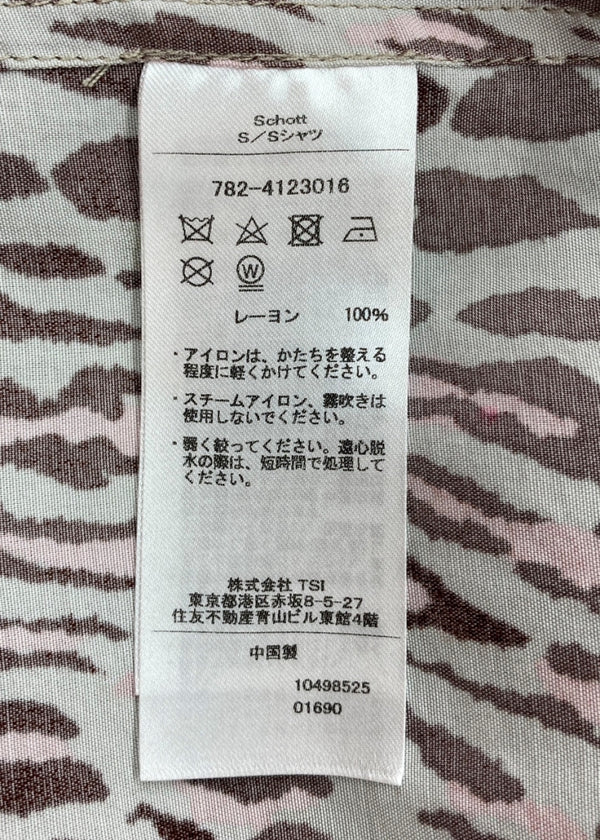 Schott
S／Sシャツ
782-4123016
W
レーヨン 100%
・アイロンは、かたちを整える
程度に軽くかけてください。
・スチームアイロン、霧吹きは
使用しないでください。
・弱く絞ってください。遠心脱
水の際は、短時間で処理して
ください。
株式会社 TSI
東京都港区赤坂8-5-27
住友不動産青山ビル東館4階
中国製
10498525
01690